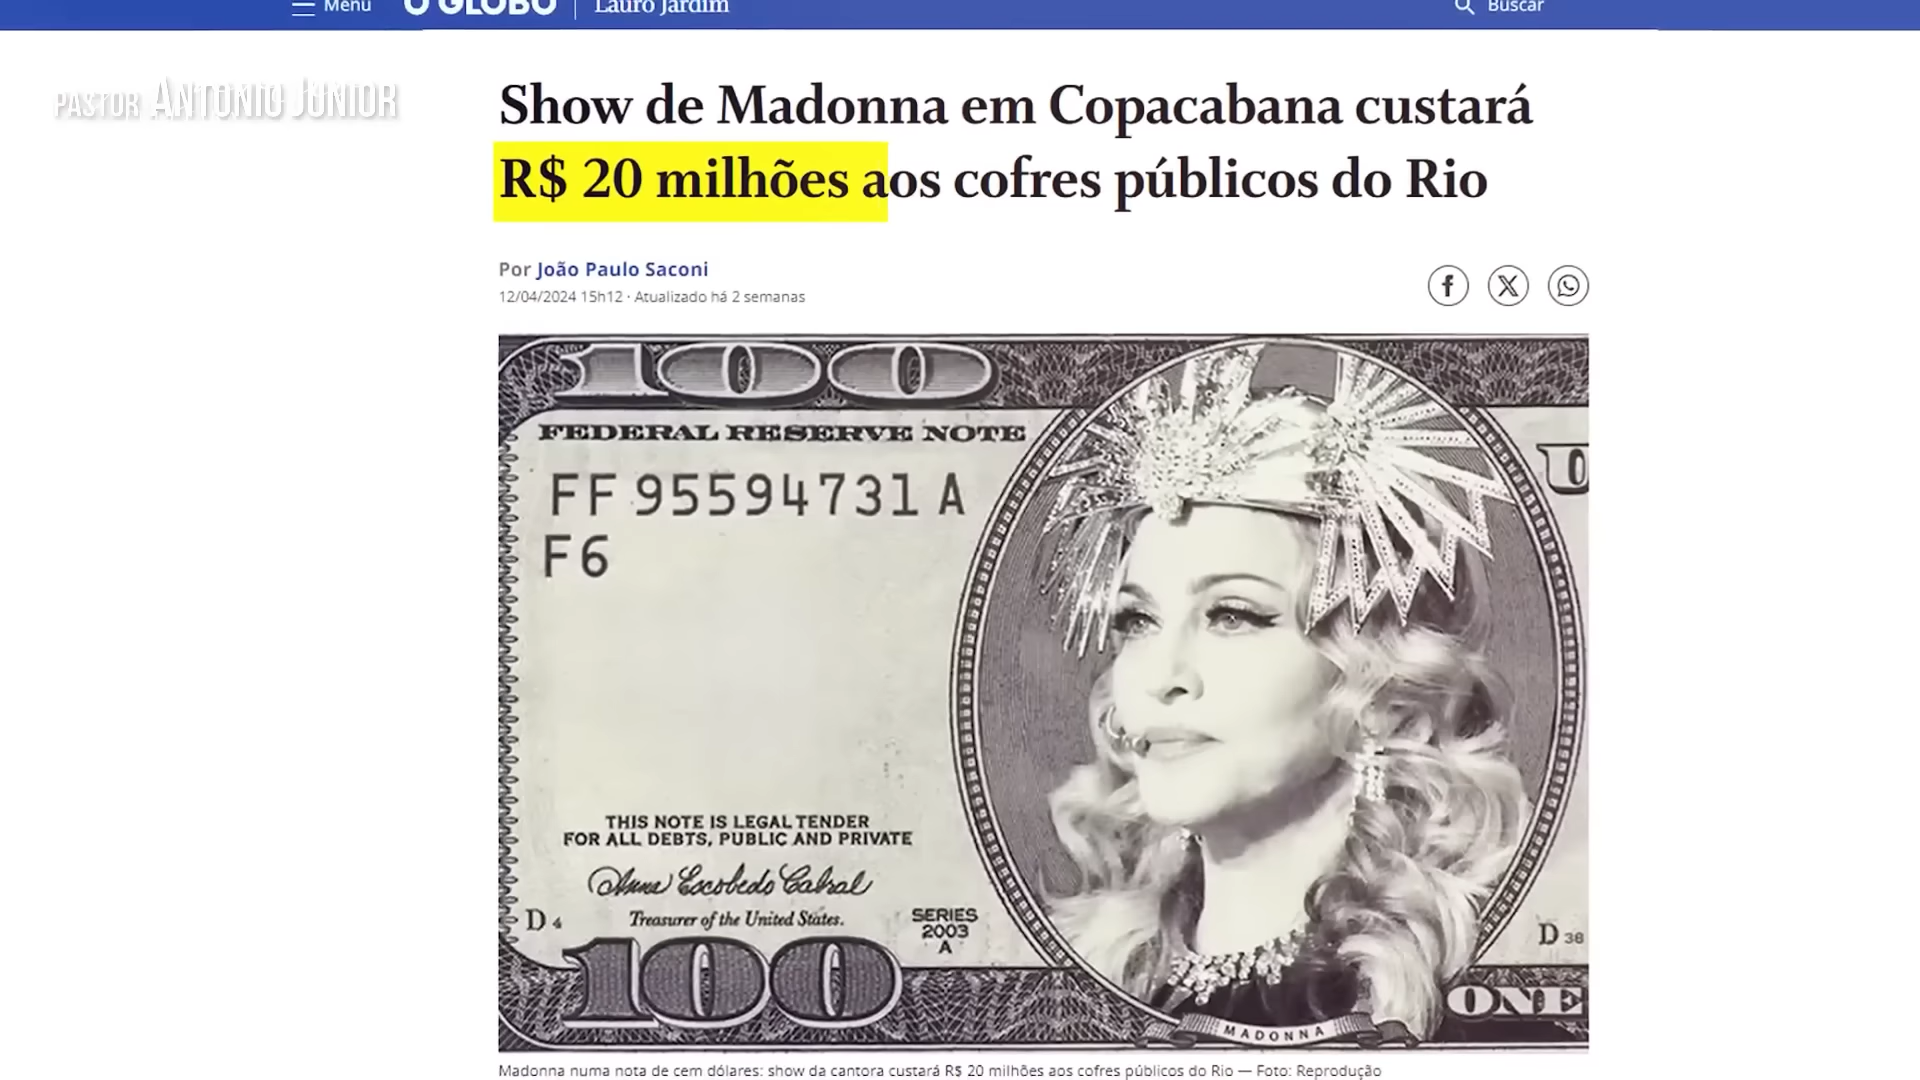 Menu
O GLOBO
Lauro Jardim
Buscar
PASTOR ANTONIO JUNIOR
Show de Madonna em Copacabana custará
R$ 20 milhões aos cofres públicos do Rio
Por João Paulo Saconi
12/04/2024 15h12 · Atualizado há 2 semanas
100
FEDERAL RESERVE NOTE
FF 95594731 A
F6
THIS NOTE IS LEGAL TENDER
FOR ALL DEBTS, PUBLIC AND PRIVATE
Anna Escobedo Cabral
Treasurer of the United States.
D 4
SERIES
2003
A
D 38
100
ONE
MADONNA
Madonna numa nota de cem dólares: show da cantora custará R$ 20 milhões aos cofres públicos do Rio — Foto: Reprodução